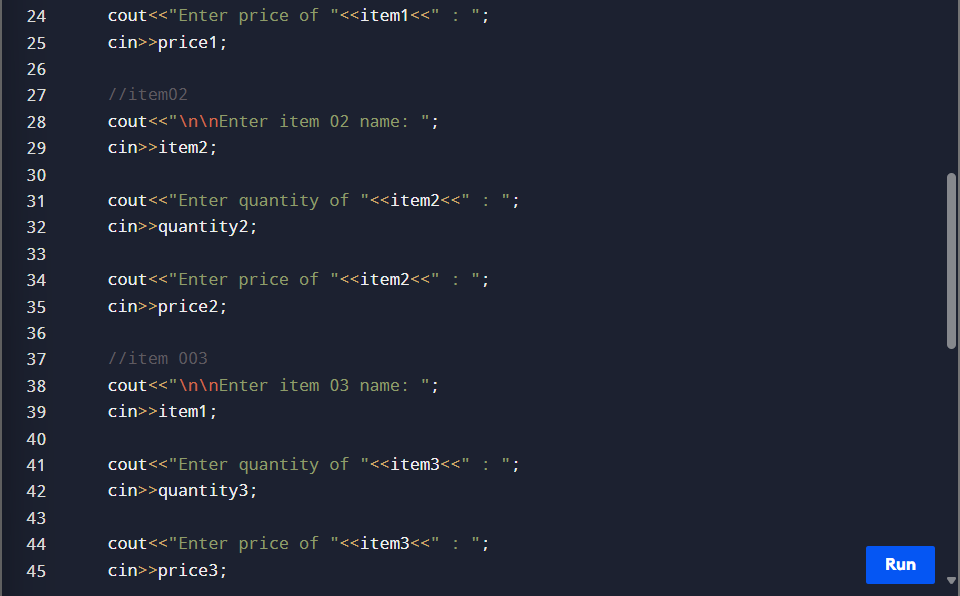 24 cout<<"Enter price of "<<item1<<" : ";
25 cin>>price1;
26
27 //item02
28 cout<<"\n\nEnter item 02 name: ";
29 cin>>item2;
30
31 cout<<"Enter quantity of "<<item2<<" : ";
32 cin>>quantity2;
33
34 cout<<"Enter price of "<<item2<<" : ";
35 cin>>price2;
36
37 //item 003
38 cout<<"\n\nEnter item 03 name: ";
39 cin>>item1;
40
41 cout<<"Enter quantity of "<<item3<<" : ";
42 cin>>quantity3;
43
44 cout<<"Enter price of "<<item3<<" : ";
45 cin>>price3;
Run